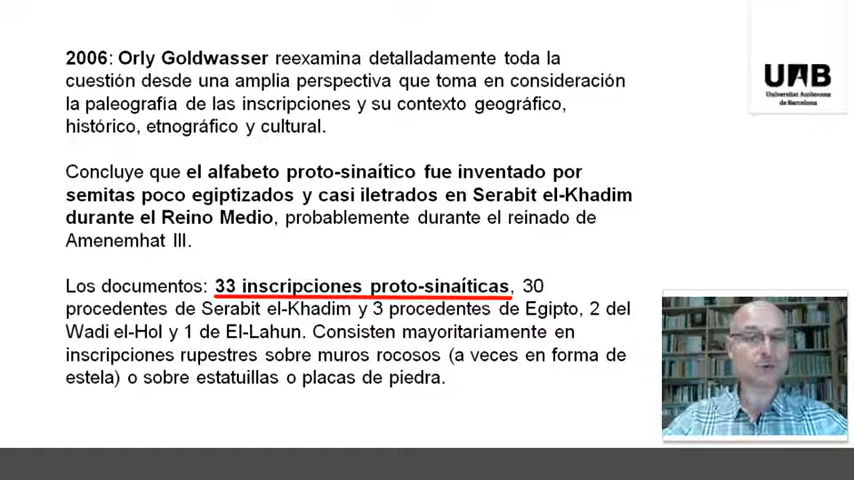 2006: Orly Goldwasser reexamina detalladamente toda la
cuestión desde una amplia perspectiva que toma en consideración
la paleografía de las inscripciones y su contexto geográfico,
histórico, etnográfico y cultural.
Concluye que el alfabeto proto-sinaítico fue inventado por
semitas poco egiptizados y casi iletrados en Serabit el-Khadim
durante el Reino Medio, probablemente durante el reinado de
Amenemhat III.
Los documentos: 33 inscripciones proto-sinaíticas, 30
procedentes de Serabit el-Khadim y 3 procedentes de Egipto, 2 del
Wadi el-Hol y 1 de El-Lahun. Consisten mayoritariamente en
inscripciones rupestres sobre muros rocosos (a veces en forma de
estela) o sobre estatuillas o placas de piedra.
UAB
Universitat Autònoma
de Barcelona